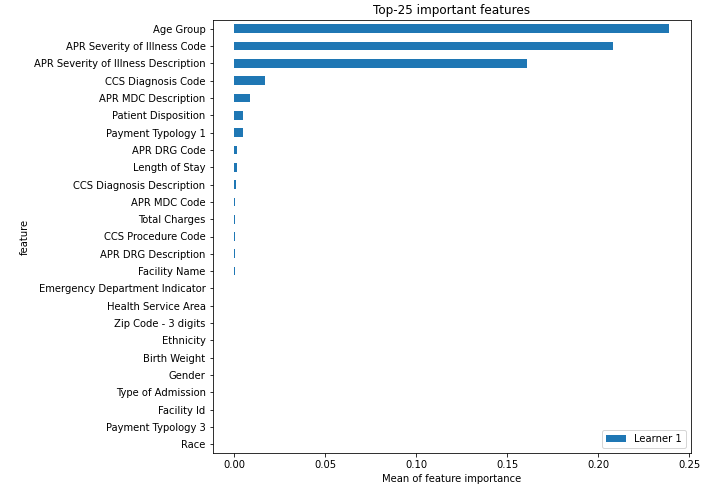 Top-25 important features
feature
Age Group
APR Severity of Illness Code
APR Severity of Illness Description
CCS Diagnosis Code
APR MDC Description
Patient Disposition
Payment Typology 1
APR DRG Code
Length of Stay
CCS Diagnosis Description
APR MDC Code
Total Charges
CCS Procedure Code
APR DRG Description
Facility Name
Emergency Department Indicator
Health Service Area
Zip Code - 3 digits
Ethnicity
Birth Weight
Gender
Type of Admission
Facility Id
Payment Typology 3
Race
Learner 1
0.00 0.05 0.10 0.15 0.20 0.25
Mean of feature importance